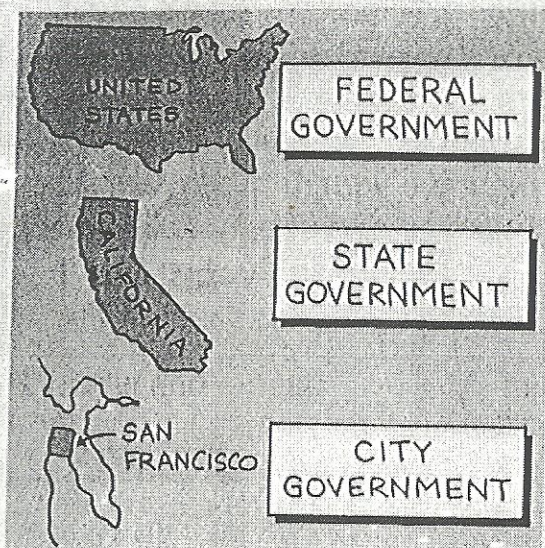 UNITED
STATES
FEDERAL
GOVERNMENT
CALIFORNIA
STATE
GOVERNMENT
SAN
FRANCISCO
CITY
GOVERNMENT